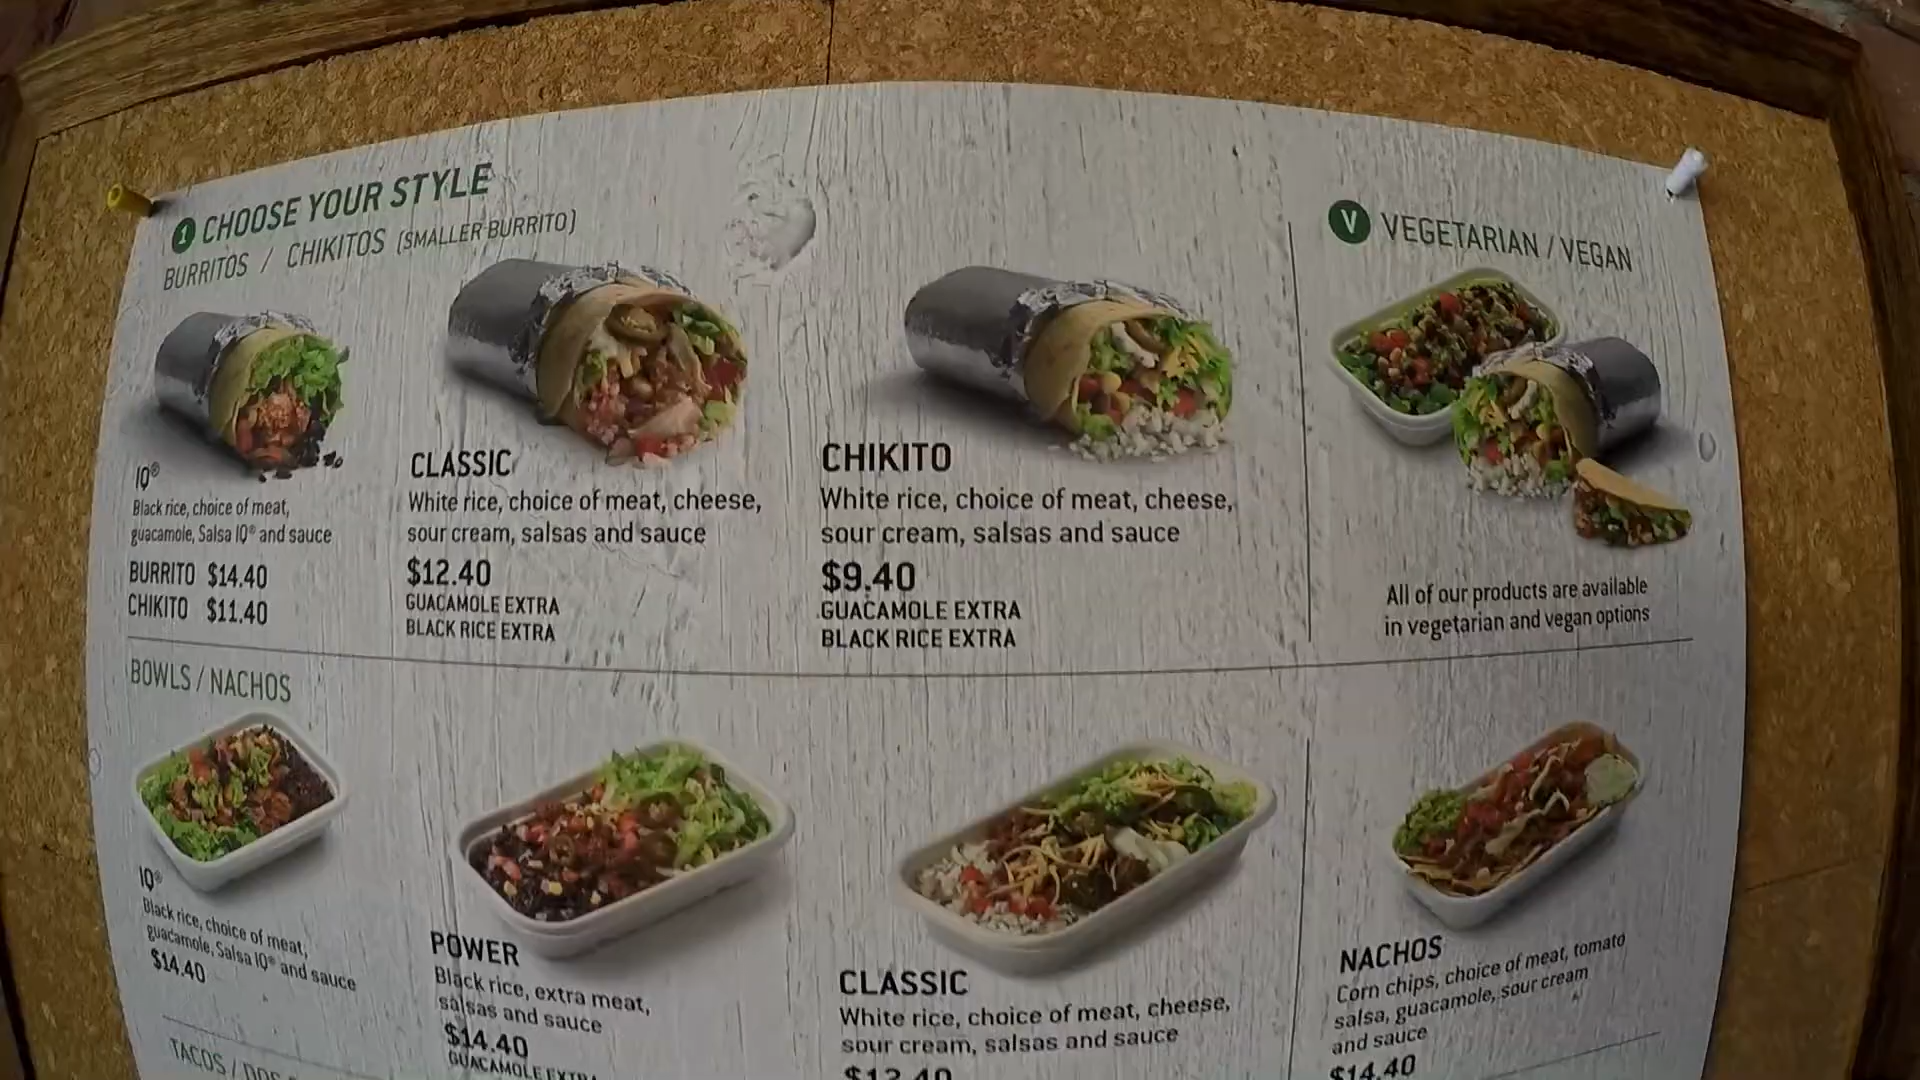 1 CHOOSE YOUR STYLE
BURRITOS / CHIKITOS (SMALLER BURRITO)
IQ®
Black rice, choice of meat,
guacamole, Salsa IQ® and sauce
BURRITO $14.40
CHIKITO $11.40
CLASSIC
White rice, choice of meat, cheese,
sour cream, salsas and sauce
$12.40
GUACAMOLE EXTRA
BLACK RICE EXTRA
CHIKITO
White rice, choice of meat, cheese,
sour cream, salsas and sauce
$9.40
GUACAMOLE EXTRA
BLACK RICE EXTRA
V VEGETARIAN / VEGAN
All of our products are available
in vegetarian and vegan options
BOWLS / NACHOS
IQ®
Black rice, choice of meat,
guacamole, Salsa IQ® and sauce
$14.40
POWER
Black rice, extra meat,
salsas and sauce
$14.40
GUACAMOLE EXTRA
CLASSIC
White rice, choice of meat, cheese,
sour cream, salsas and sauce
$12.40
NACHOS
Corn chips, choice of meat, tomato
salsa, guacamole, sour cream
and sauce
$14.40
TACOS /